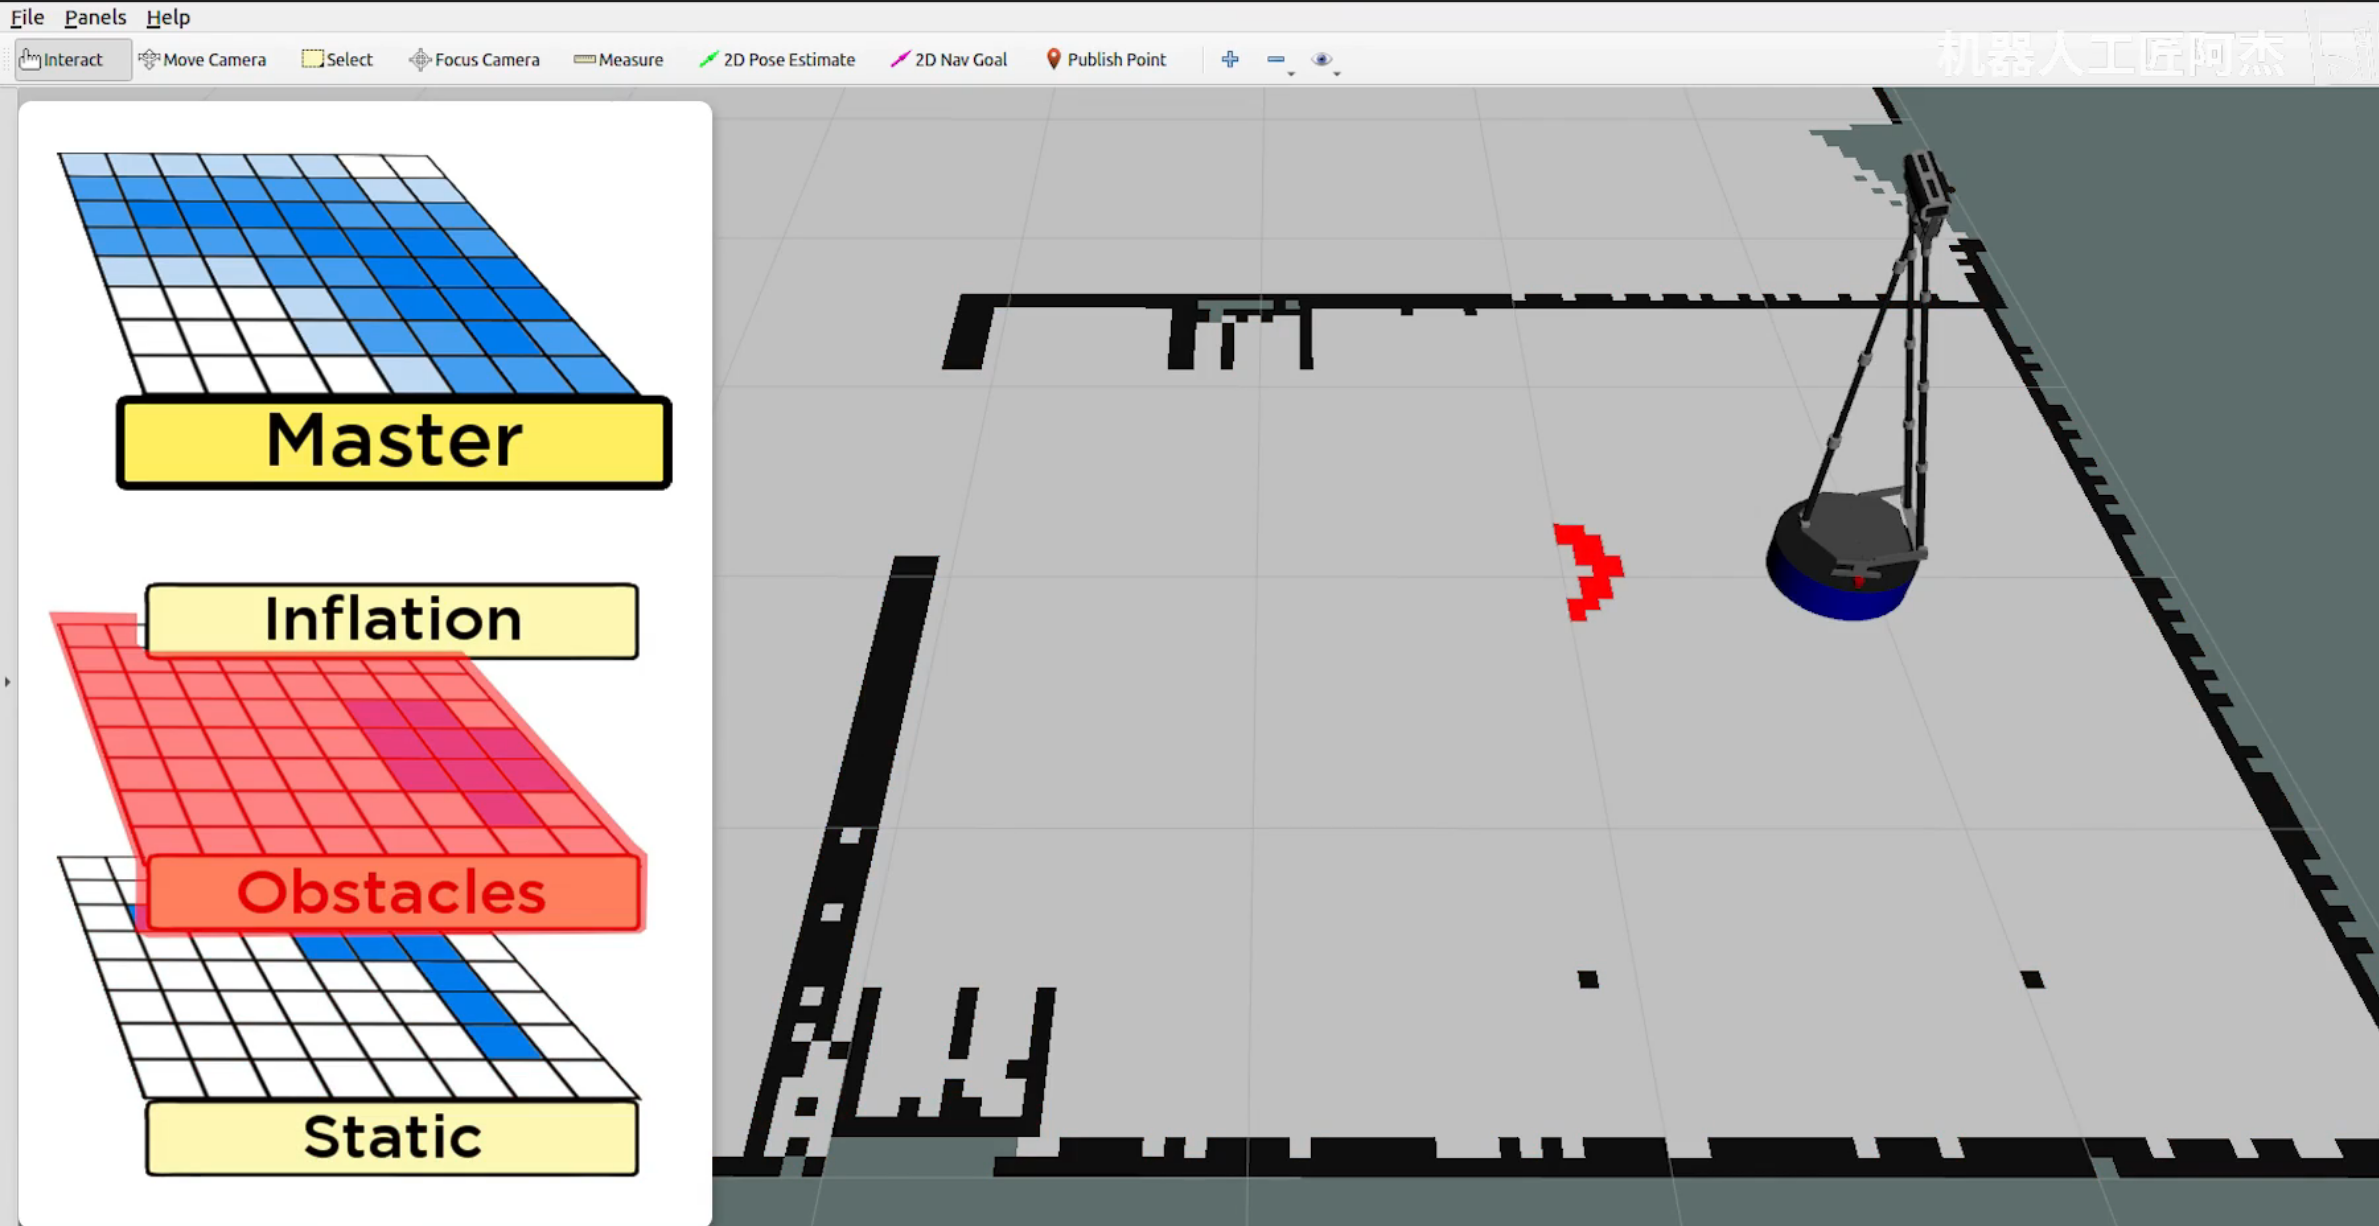 File Panels Help
Interact Move Camera Select Focus Camera Measure 2D Pose Estimate 2D Nav Goal Publish Point
机器人工匠阿杰
Master
Inflation
Obstacles
Static